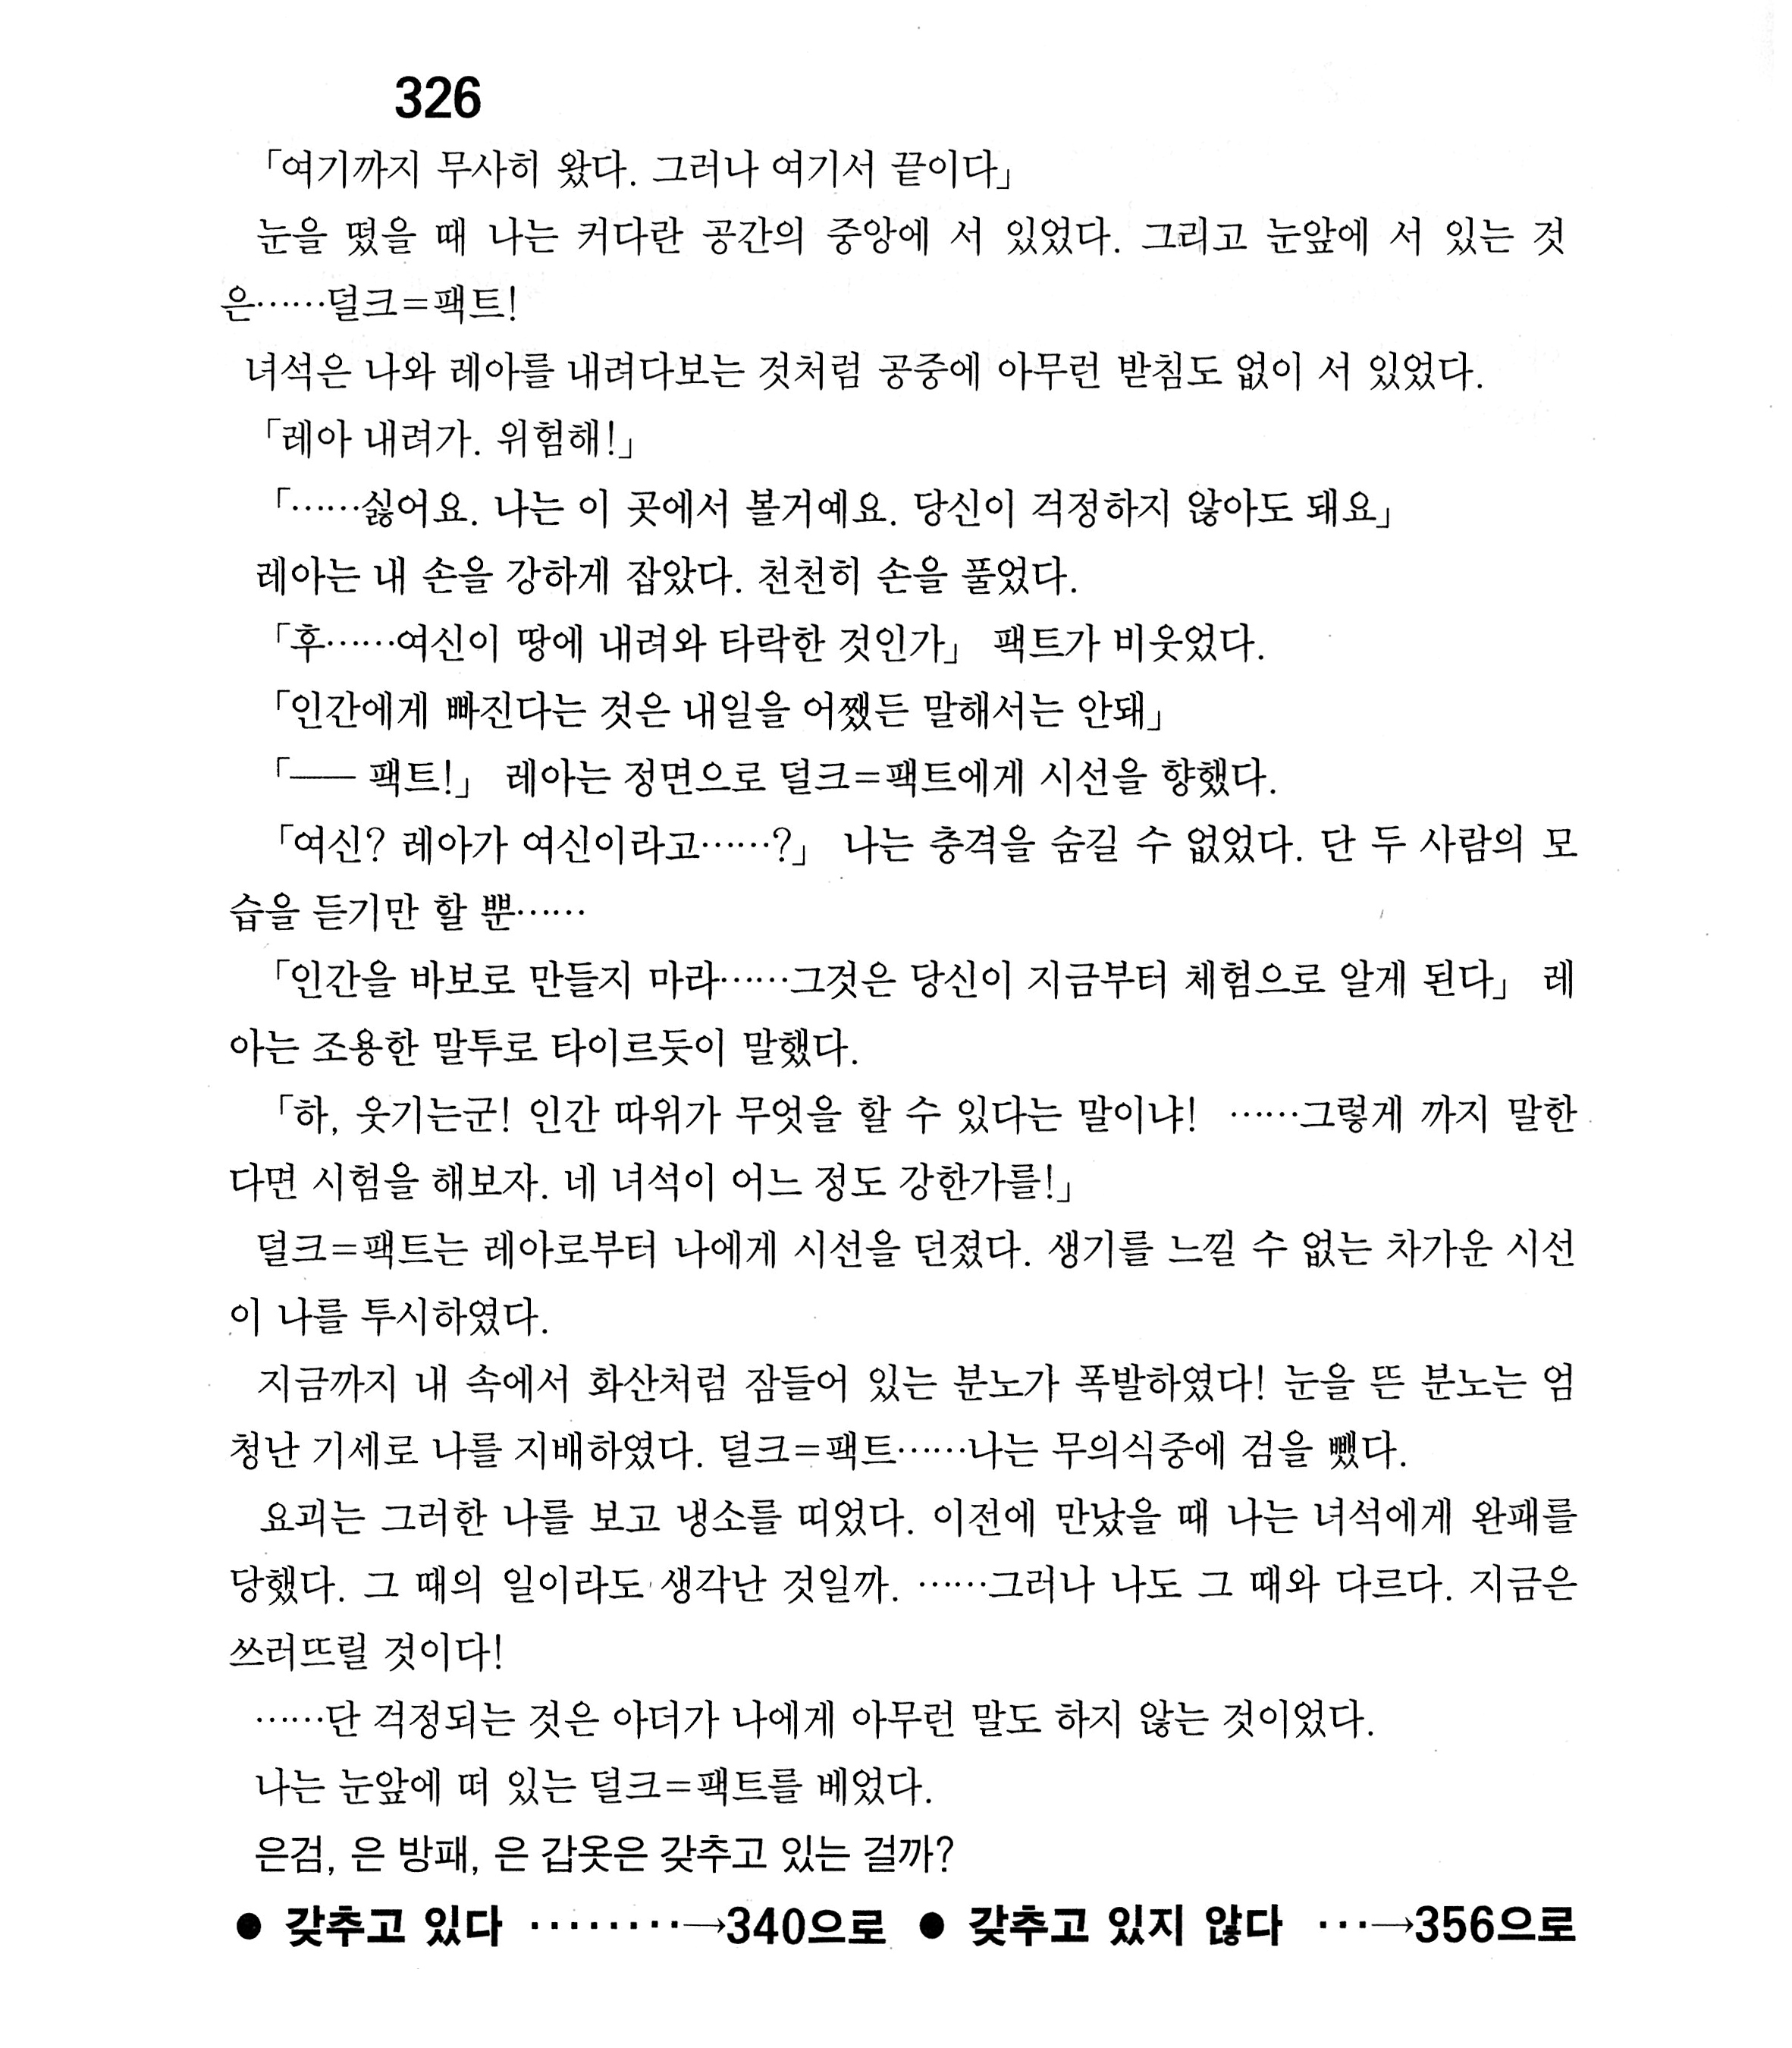 326
「여기까지 무사히 왔다. 그러나 여기서 끝이다」
눈을 떴을 때 나는 커다란 공간의 중앙에 서 있었다. 그리고 눈앞에 서 있는 것
은……덜크=팩트!
녀석은 나와 레아를 내려다보는 것처럼 공중에 아무런 받침도 없이 서 있었다.
「레아 내려가. 위험해!」
「……싫어요. 나는 이 곳에서 볼거예요. 당신이 걱정하지 않아도 돼요」
레아는 내 손을 강하게 잡았다. 천천히 손을 풀었다.
「후……여신이 땅에 내려와 타락한 것인가」 팩트가 비웃었다.
「인간에게 빠진다는 것은 내일을 어쨌든 말해서는 안돼」
「── 팩트!」 레아는 정면으로 덜크=팩트에게 시선을 향했다.
「여신? 레아가 여신이라고……?」 나는 충격을 숨길 수 없었다. 단 두 사람의 모
습을 듣기만 할 뿐……
「인간을 바보로 만들지 마라……그것은 당신이 지금부터 체험으로 알게 된다」 레
아는 조용한 말투로 타이르듯이 말했다.
「하, 웃기는군! 인간 따위가 무엇을 할 수 있다는 말이냐! ……그렇게 까지 말한
다면 시험을 해보자. 네 녀석이 어느 정도 강한가를!」
덜크=팩트는 레아로부터 나에게 시선을 던졌다. 생기를 느낄 수 없는 차가운 시선
이 나를 투시하였다.
지금까지 내 속에서 화산처럼 잠들어 있는 분노가 폭발하였다! 눈을 뜬 분노는 엄
청난 기세로 나를 지배하였다. 덜크=팩트……나는 무의식중에 검을 뺐다.
요괴는 그러한 나를 보고 냉소를 띠었다. 이전에 만났을 때 나는 녀석에게 완패를
당했다. 그 때의 일이라도 생각난 것일까. ……그러나 나도 그 때와 다르다. 지금은
쓰러뜨릴 것이다!
……단 걱정되는 것은 아더가 나에게 아무런 말도 하지 않는 것이었다.
나는 눈앞에 떠 있는 덜크=팩트를 베었다.
은검, 은 방패, 은 갑옷은 갖추고 있는 걸까?
● 갖추고 있다 ········→340으로 ● 갖추고 있지 않다 ···→356으로